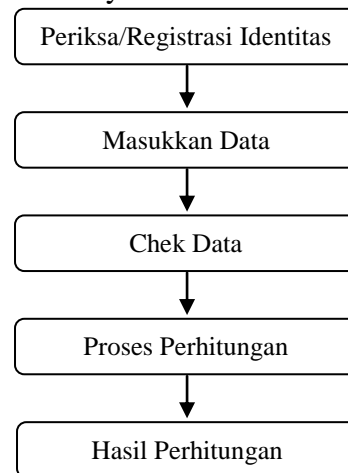 Periksa/Registrasi Identitas
Masukkan Data
Chek Data
Proses Perhitungan
Hasil Perhitungan